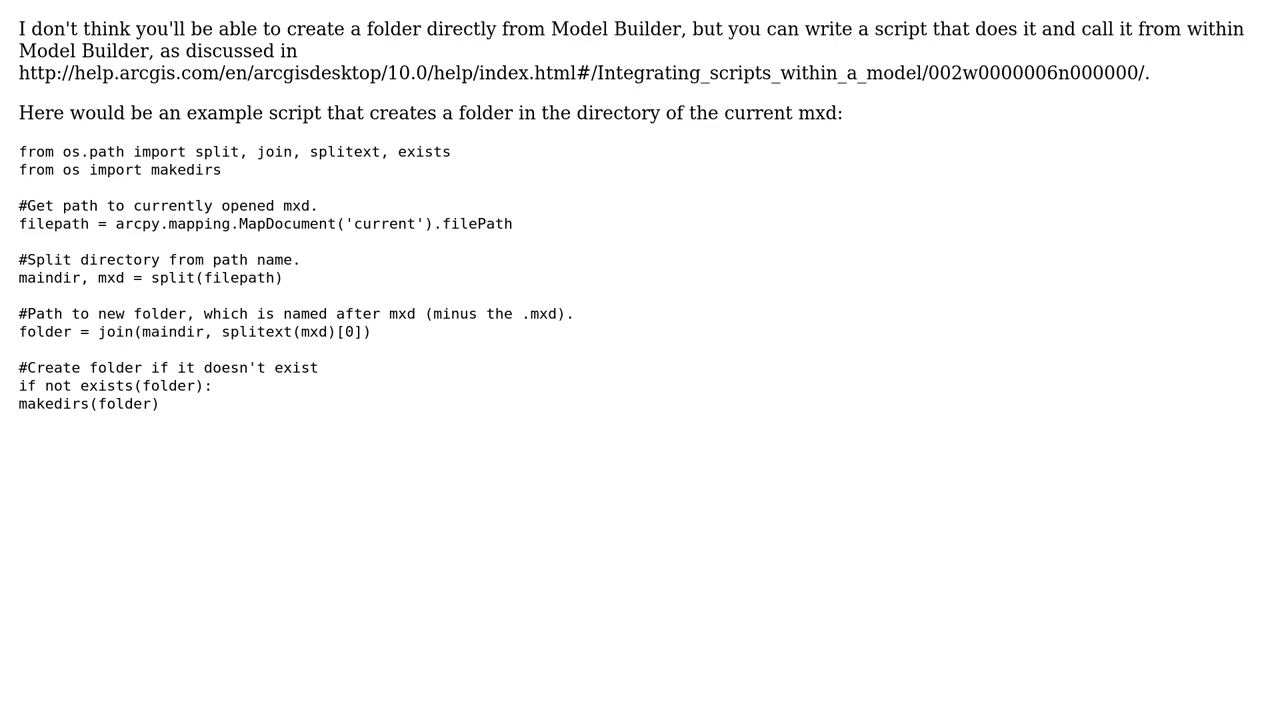 I don't think you'll be able to create a folder directly from Model Builder, but you can write a script that does it and call it from within
Model Builder, as discussed in
http://help.arcgis.com/en/arcgisdesktop/10.0/help/index.html#/Integrating_scripts_within_a_model/002w0000006n000000/.
Here would be an example script that creates a folder in the directory of the current mxd:
from os.path import split, join, splitext, exists
from os import makedirs
#Get path to currently opened mxd.
filepath = arcpy.mapping.MapDocument('current').filePath
#Split directory from path name.
maindir, mxd = split(filepath)
#Path to new folder, which is named after mxd (minus the .mxd).
folder = join(maindir, splitext(mxd)[0])
#Create folder if it doesn't exist
if not exists(folder):
makedirs(folder)